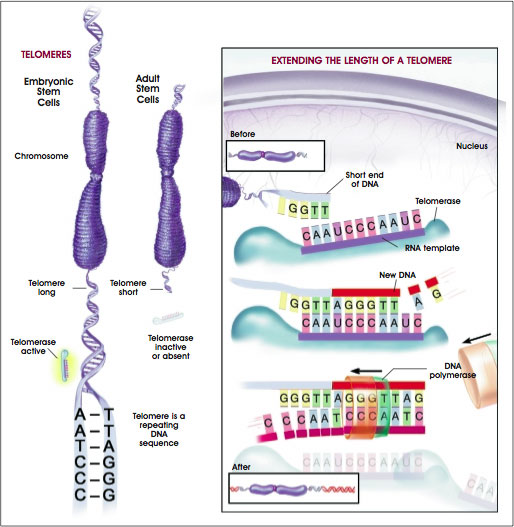 TELOMERES
Embryonic
Stem
Cells
Adult
Stem
Cells
Chromosome
Telomere
long
Telomere
short
Telomerase
active
Telomerase
inactive
or absent
Telomere is a
repeating
DNA
sequence
A T
A T
T A
C G
C G
C G
EXTENDING THE LENGTH OF A TELOMERE
Before
Nucleus
Short end
of DNA
GGTT
Telomerase
CAAUCCCAAUC
RNA template
New DNA
GGTTAGGGTT A G
CAAUCCCAAUC
DNA
polymerase
GGGTTAGGGTTAG
C CCAATCCCAATC
After
CAAUCCCAAUC
CAA